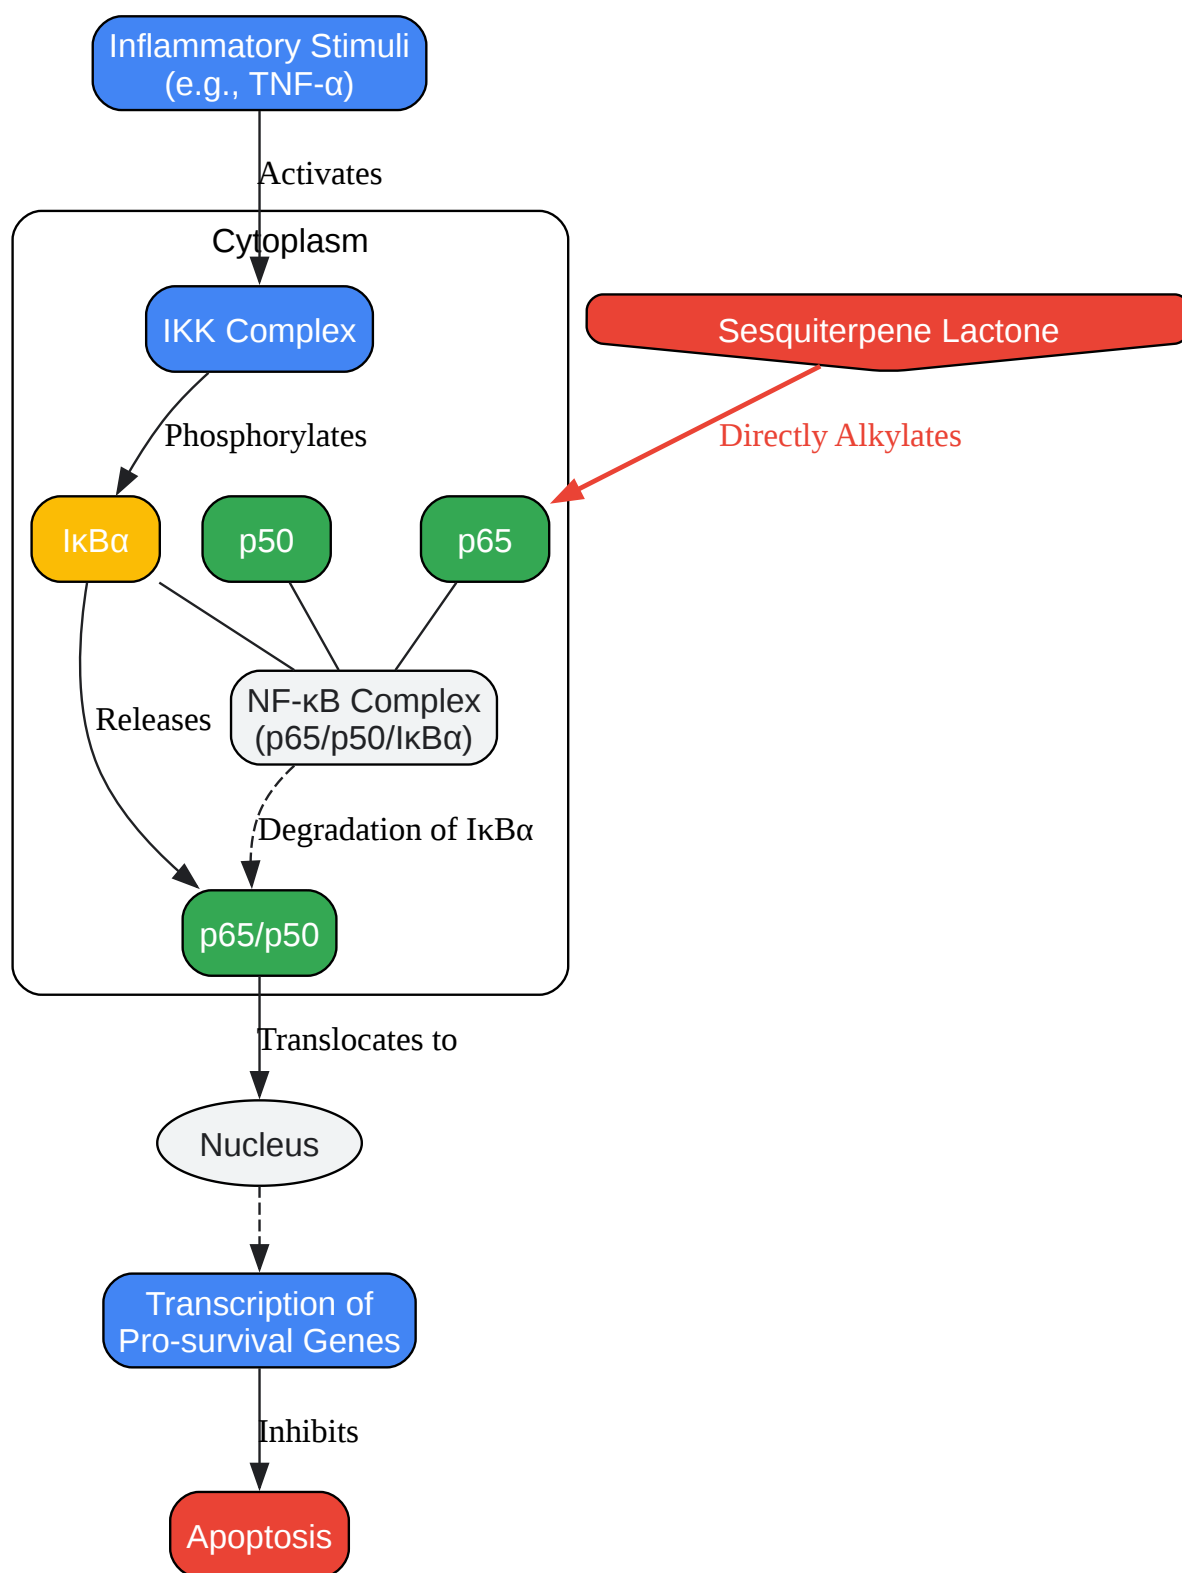 Inflammatory Stimuli
(e.g., TNF-α)
Activates
Cytoplasm
IKK Complex
Sesquiterpene Lactone
Phosphorylates
Directly Alkylates
IκBα
p50
p65
NF-κB Complex
(p65/p50/IκBα)
Releases
Degradation of IκBα
p65/p50
Translocates to
Nucleus
Transcription of
Pro-survival Genes
Inhibits
Apoptosis